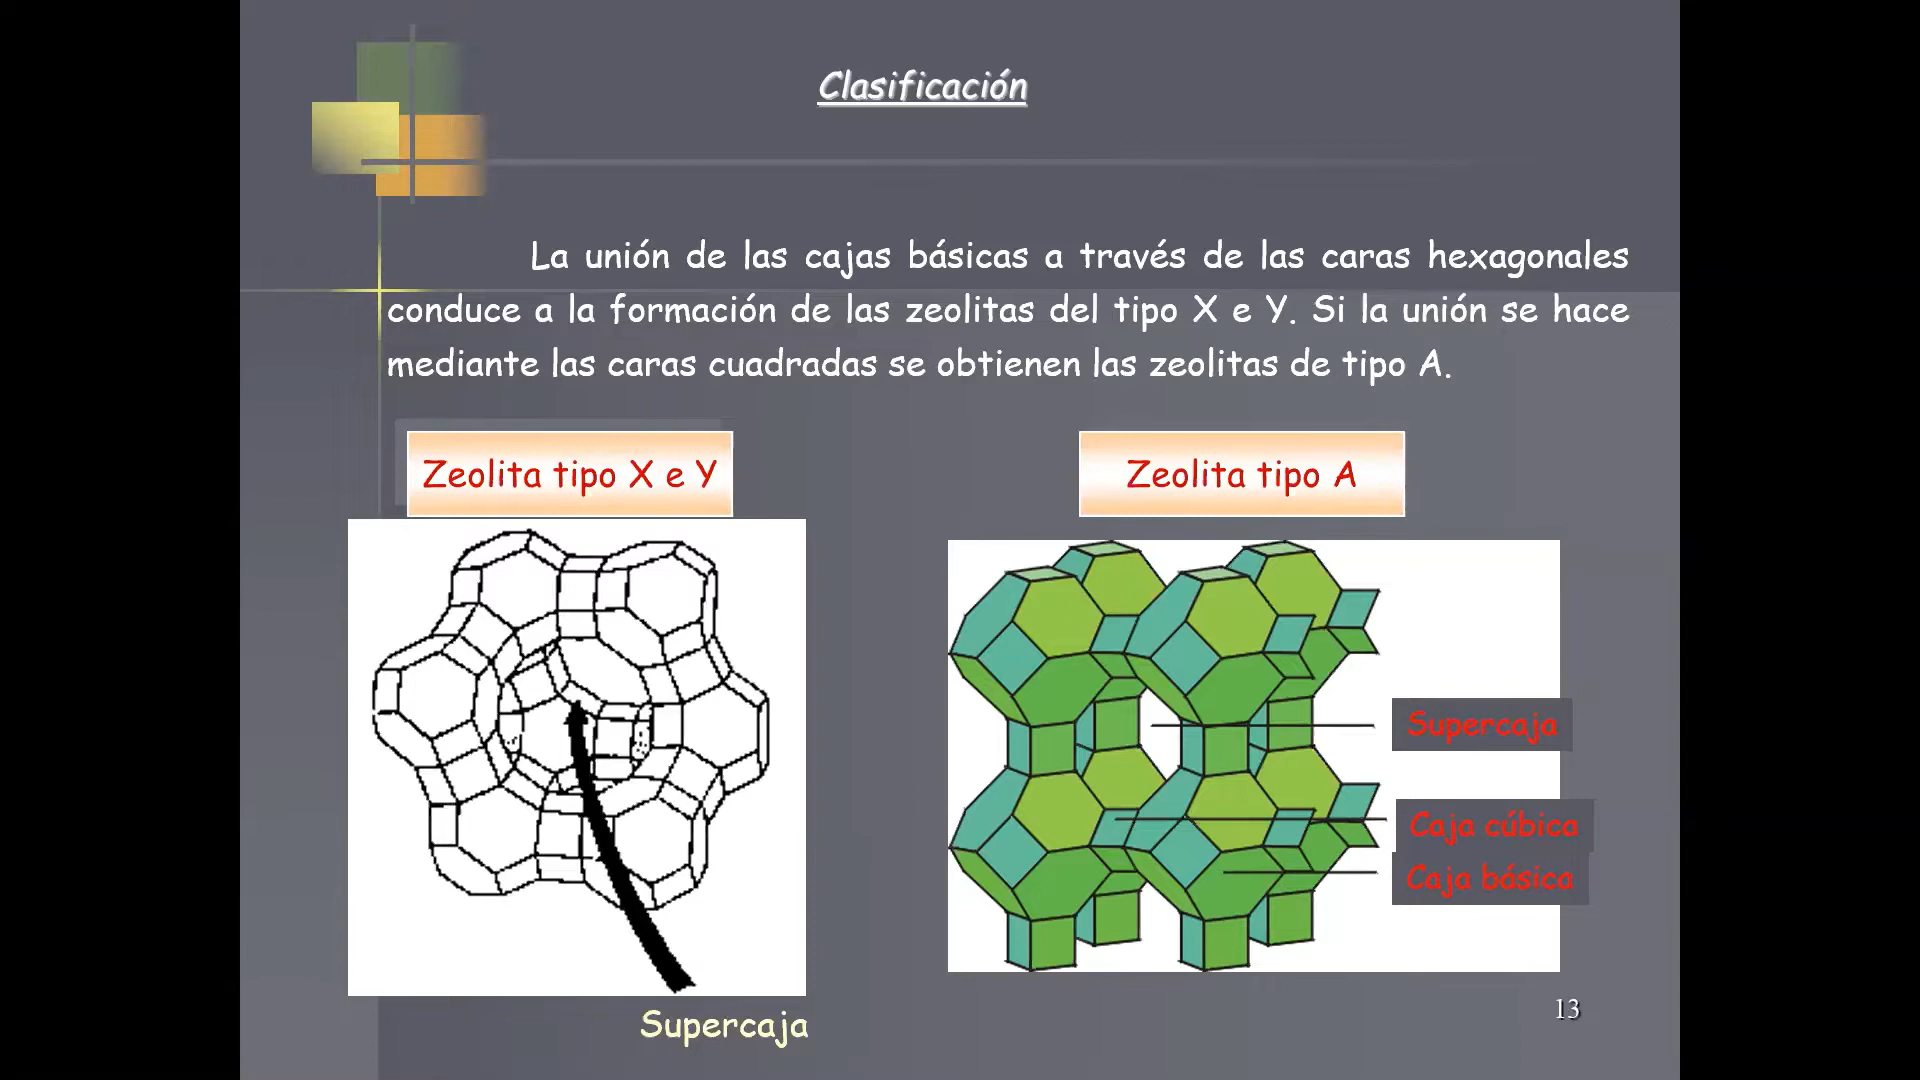 Clasificación
La unión de las cajas básicas a través de las caras hexagonales
conduce a la formación de las zeolitas del tipo X e Y. Si la unión se hace
mediante las caras cuadradas se obtienen las zeolitas de tipo A.
Zeolita tipo X e Y
Zeolita tipo A
Supercaja
Caja cúbica
Caja básica
Supercaja
13